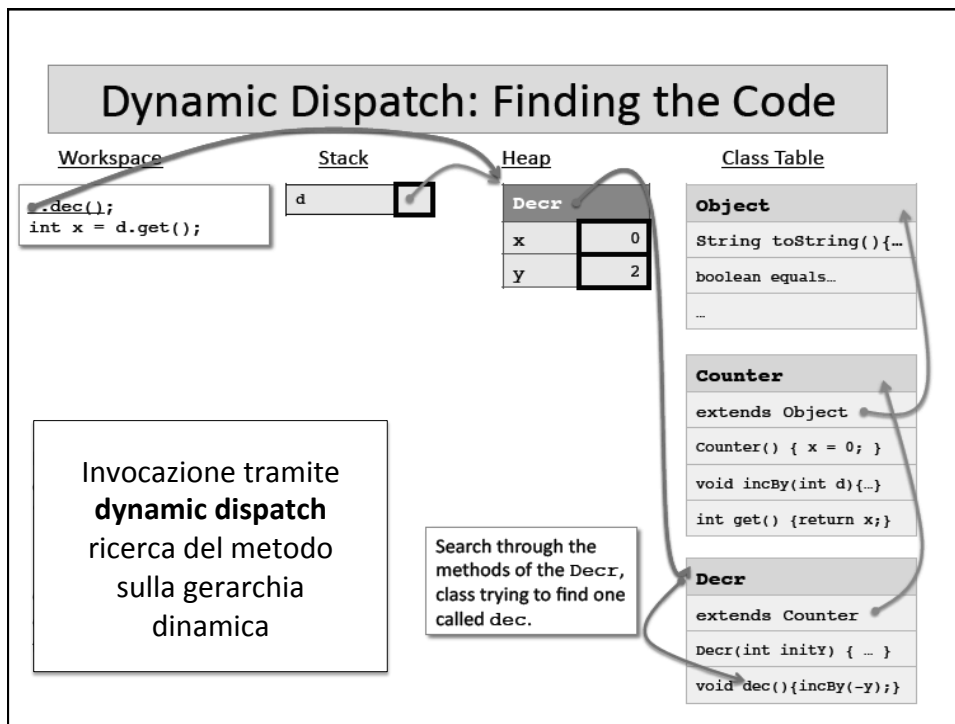 Dynamic Dispatch: Finding the Code
Workspace
.dec();
int x = d.get();
Stack
d
Heap
Decr
x 0
y 2
Class Table
Object
String toString(){…
boolean equals…
…
Counter
extends Object
Counter() { x = 0; }
void incBy(int d){…}
int get() {return x;}
Decr
extends Counter
Decr(int initY) { … }
void dec(){incBy(-y);}
Invocazione tramite
dynamic dispatch
ricerca del metodo
sulla gerarchia
dinamica
Search through the
methods of the Decr,
class trying to find one
called dec.